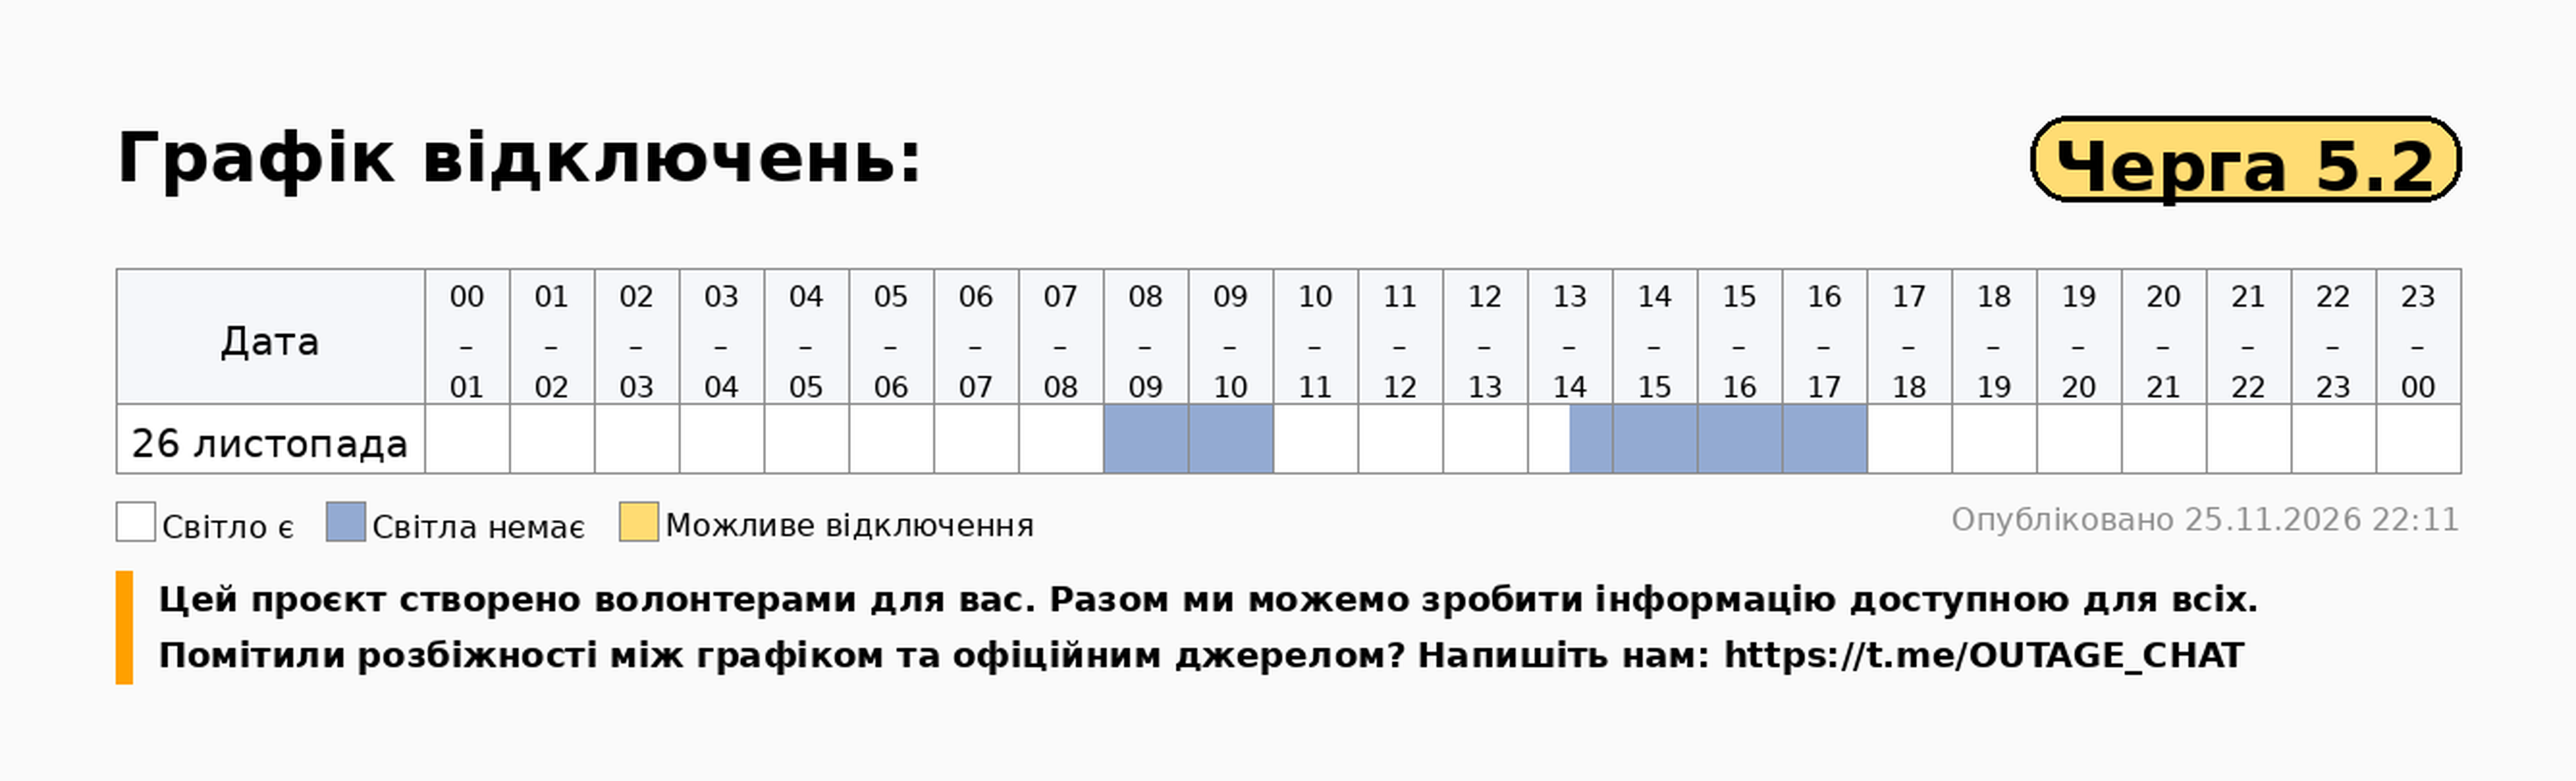 Графік відключень:
Черга 5.2
Дата
00 – 01
01 – 02
02 – 03
03 – 04
04 – 05
05 – 06
06 – 07
07 – 08
08 – 09
09 – 10
10 – 11
11 – 12
12 – 13
13 – 14
14 – 15
15 – 16
16 – 17
17 – 18
18 – 19
19 – 20
20 – 21
21 – 22
22 – 23
23 – 00
26 листопада
Світло є
Світла немає
Можливе відключення
Опубліковано 25.11.2026 22:11
Цей проєкт створено волонтерами для вас. Разом ми можемо зробити інформацію доступною для всіх.
Помітили розбіжності між графіком та офіційним джерелом? Напишіть нам: https://t.me/OUTAGE_CHAT